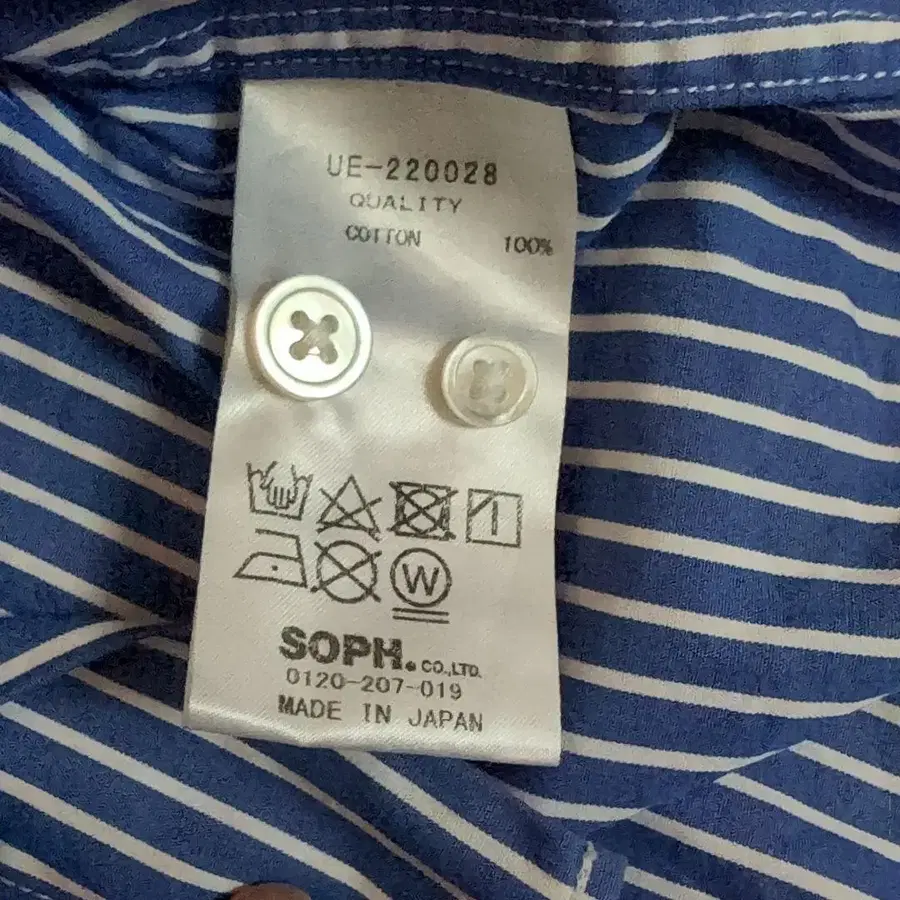 UE-220028
QUALITY
COTTON 100%
W
SOPH. CO.,LTD.
0120-207-019
MADE IN JAPAN